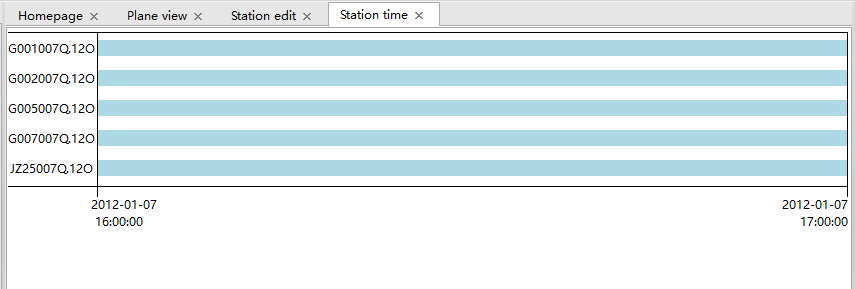 Homepage Plane view Station edit Station time
G001007Q.12O
G002007Q.12O
G005007Q.12O
G007007Q.12O
JZ25007Q.12O
2012-01-07 2012-01-07
16:00:00 17:00:00